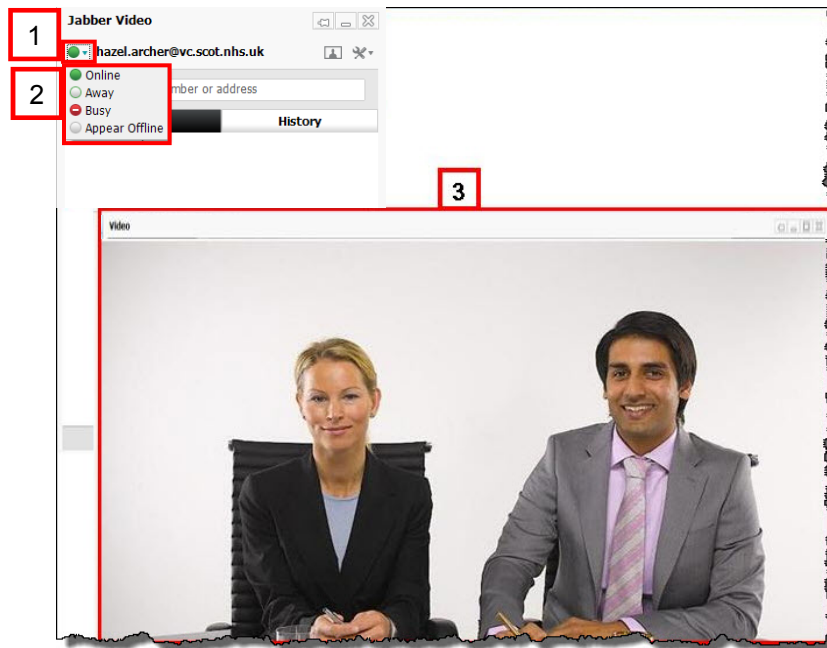 Jabber Video
1
hazel.archer@vc.scot.nhs.uk
2
Online
Away
Busy
Appear Offline
or address
History
3
Video